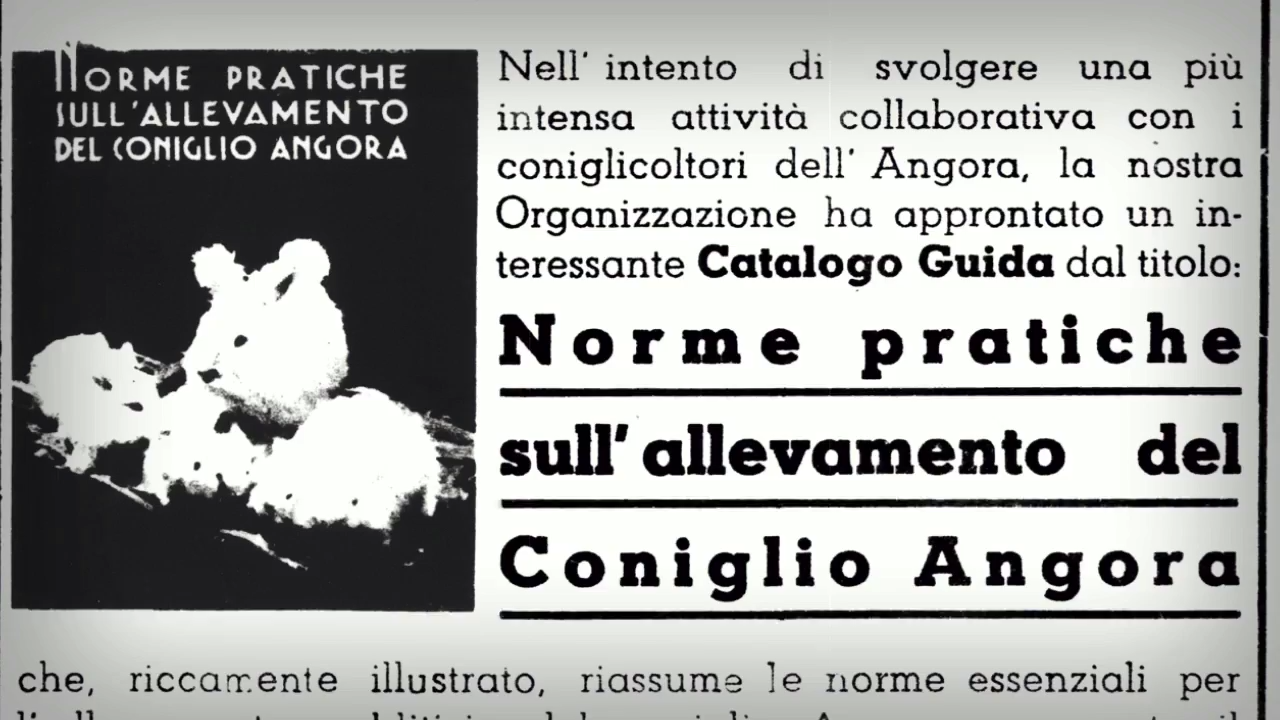 NORME PRATICHE
SULL'ALLEVAMENTO
DEL CONIGLIO ANGORA
Nell' intento di svolgere una più
intensa attività collaborativa con i
coniglicoltori dell' Angora, la nostra
Organizzazione ha approntato un in-
teressante Catalogo Guida dal titolo:
Norme pratiche
sull' allevamento del
Coniglio Angora
che, riccamente illustrato, riassume le norme essenziali per